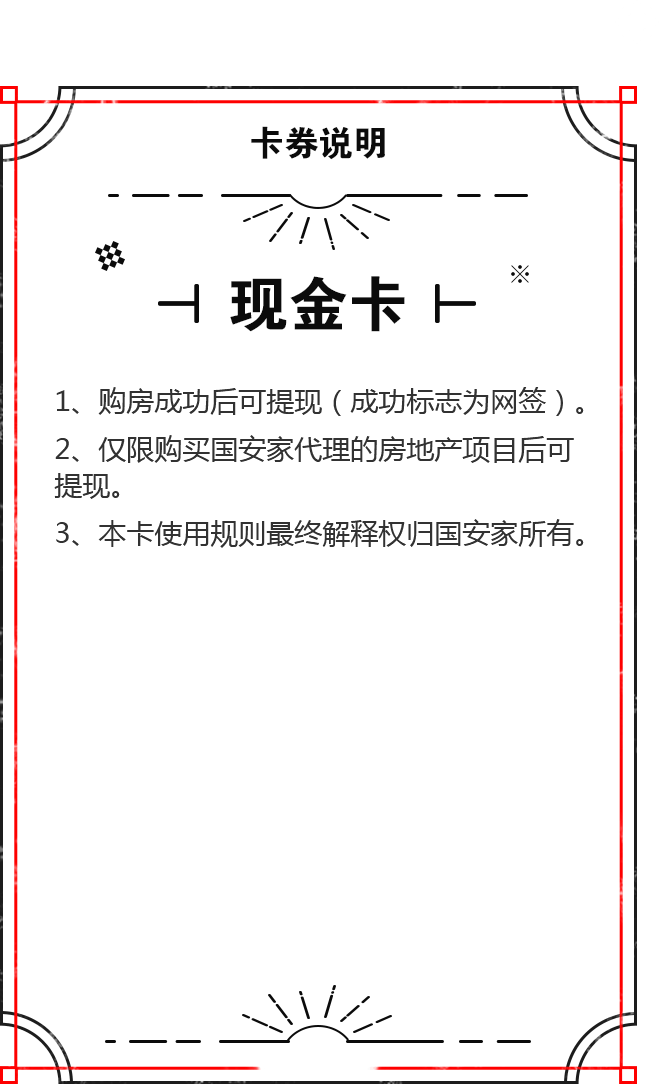 卡券说明
现金卡
1、购房成功后可提现（成功标志为网签）。
2、仅限购买国安家代理的房地产项目后可
提现。
3、本卡使用规则最终解释权归国安家所有。